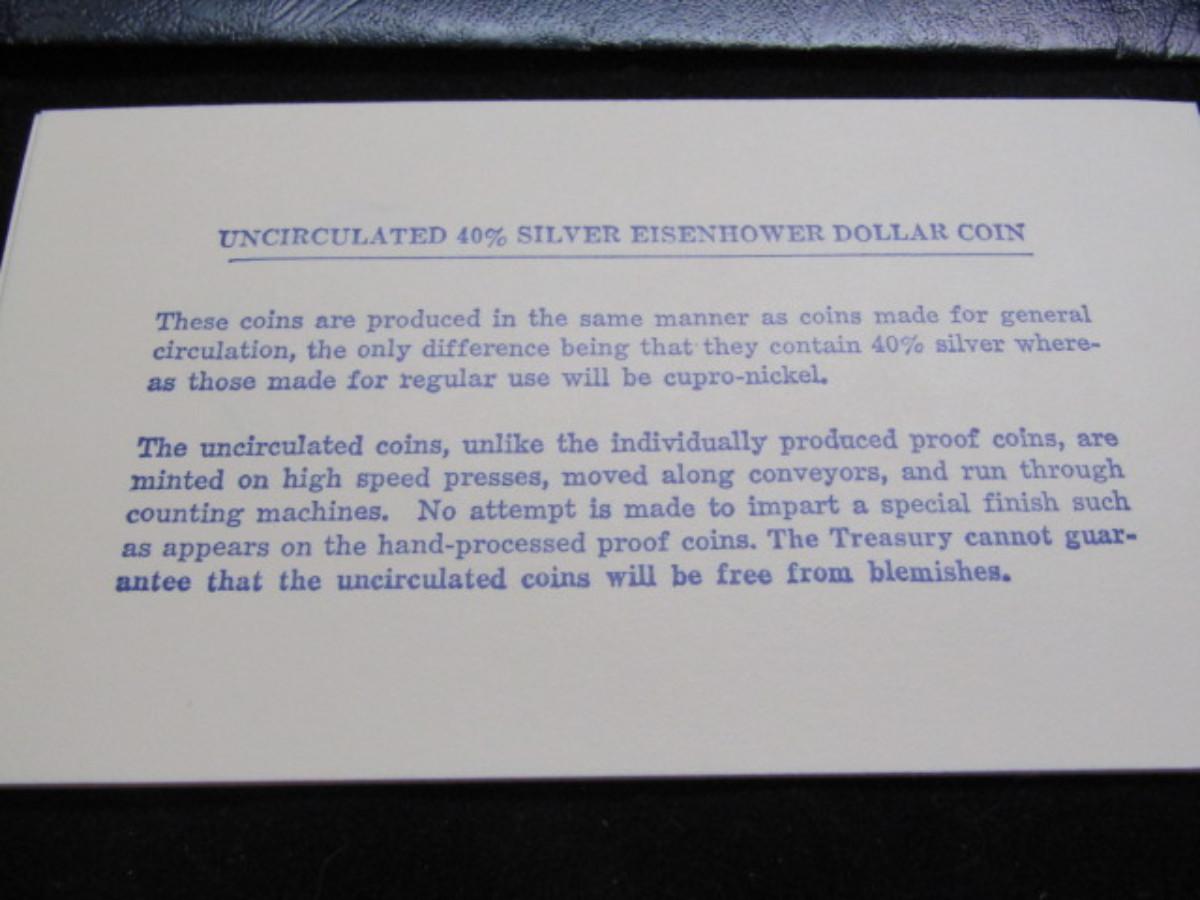 UNCIRCULATED 40% SILVER EISENHOWER DOLLAR COIN
These coins are produced in the same manner as coins made for general
circulation, the only difference being that they contain 40% silver where-
as those made for regular use will be cupro-nickel.
The uncirculated coins, unlike the individually produced proof coins, are
minted on high speed presses, moved along conveyors, and run through
counting machines. No attempt is made to impart a special finish such
as appears on the hand-processed proof coins. The Treasury cannot guar-
antee that the uncirculated coins will be free from blemishes.